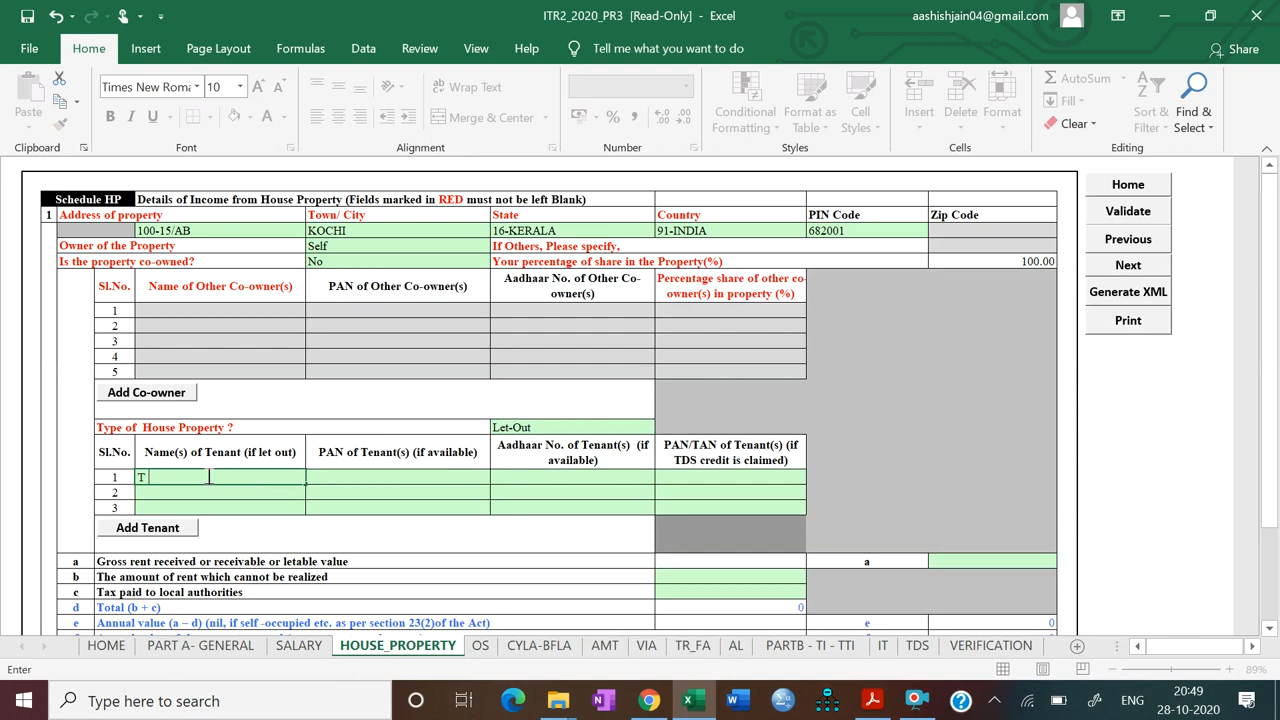 ITR2_2020_PR3 [Read-Only] - Excel
aashishjain04@gmail.com
File Home Insert Page Layout Formulas Data Review View Help Tell me what you want to do Share
Times New Roma 10 Wrap Text AutoSum
Paste B I U Merge & Center % Conditional Formatting Format as Table Cell Styles Insert Delete Format Fill Clear Sort & Filter Find & Select
Clipboard Font Alignment Number Styles Cells Editing
Schedule HP Details of Income from House Property (Fields marked in RED must not be left Blank)
1 Address of property Town/ City State Country PIN Code Zip Code
100-15/AB KOCHI 16-KERALA 91-INDIA 682001
Owner of the Property Self If Others, Please specify,
Is the property co-owned? No Your percentage of share in the Property(%) 100.00
Sl.No. Name of Other Co-owner(s) PAN of Other Co-owner(s) Aadhaar No. of Other Co-owner(s) Percentage share of other co-owner(s) in property (%)
1
2
3
4
5
Add Co-owner
Type of House Property ? Let-Out
Sl.No. Name(s) of Tenant (if let out) PAN of Tenant(s) (if available) Aadhaar No. of Tenant(s) (if available) PAN/TAN of Tenant(s) (if TDS credit is claimed)
1 T
2
3
Add Tenant
a Gross rent received or receivable or letable value a
b The amount of rent which cannot be realized
c Tax paid to local authorities
d Total (b + c) 0
e Annual value (a – d) (nil, if self -occupied etc. as per section 23(2)of the Act) e 0
Home
Validate
Previous
Next
Generate XML
Print
HOME PART A- GENERAL SALARY HOUSE_PROPERTY OS CYLA-BFLA AMT VIA TR_FA AL PARTB - TI - TTI IT TDS VERIFICATION
Enter 89%
Type here to search ENG 20:49
28-10-2020